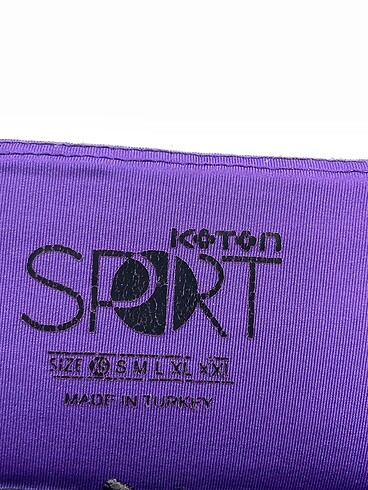 KOTON
SPORT
SIZE XS S M L XL XXL
MADE IN TURKEY